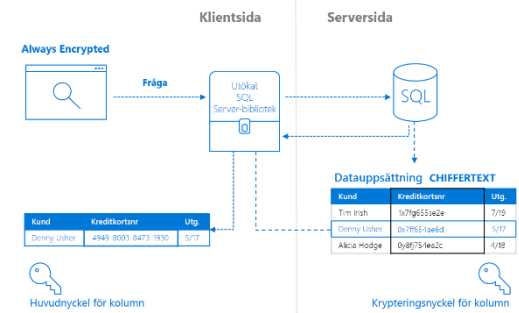 Klientsida
Serversida
Always Encrypted
Fråga
Utökat
SQL
Server-bibliotek
SQL
Datauppsättning CHIFFERTEXT
Kund Kreditkortsnr Utg.
Tim Irish 1x7fg655se2e 7/19
Denny Usher 0x7ff654ae6d 5/17
Alicia Hodge 0y8fj754ea2c 4/18
Kund Kreditkortsnr Utg.
Denny Usher 4949-8003-8473-1930 5/17
Huvudnyckel för kolumn
Krypteringsnyckel för kolumn